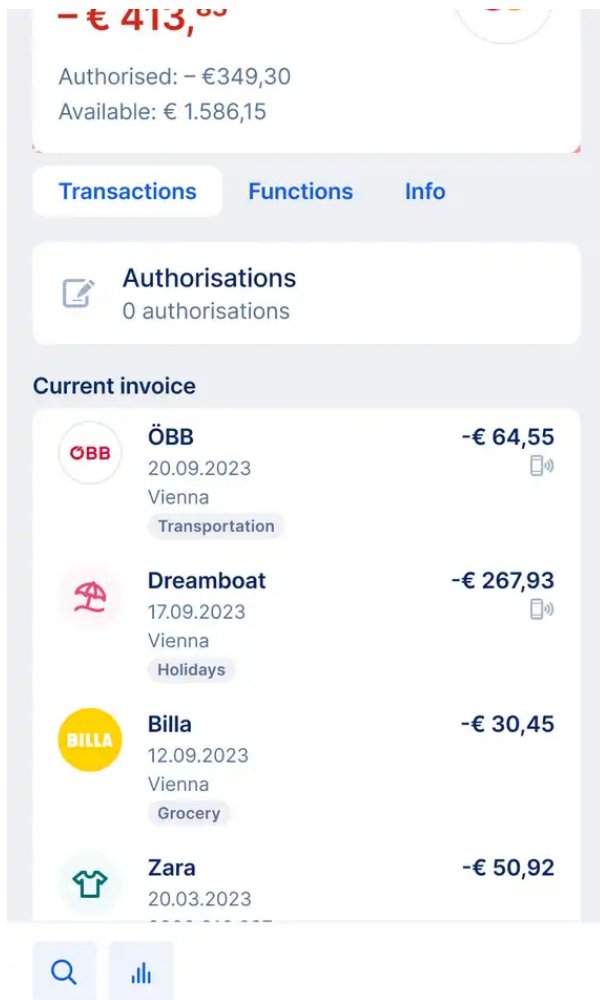 – € 413,⁸⁵
Authorised: – €349,30
Available: € 1.586,15
Transactions Functions Info
Authorisations
0 authorisations
Current invoice
ÖBB
ÖBB -€ 64,55
20.09.2023
Vienna
Transportation
Dreamboat -€ 267,93
17.09.2023
Vienna
Holidays
BILLA
Billa -€ 30,45
12.09.2023
Vienna
Grocery
Zara -€ 50,92
20.03.2023